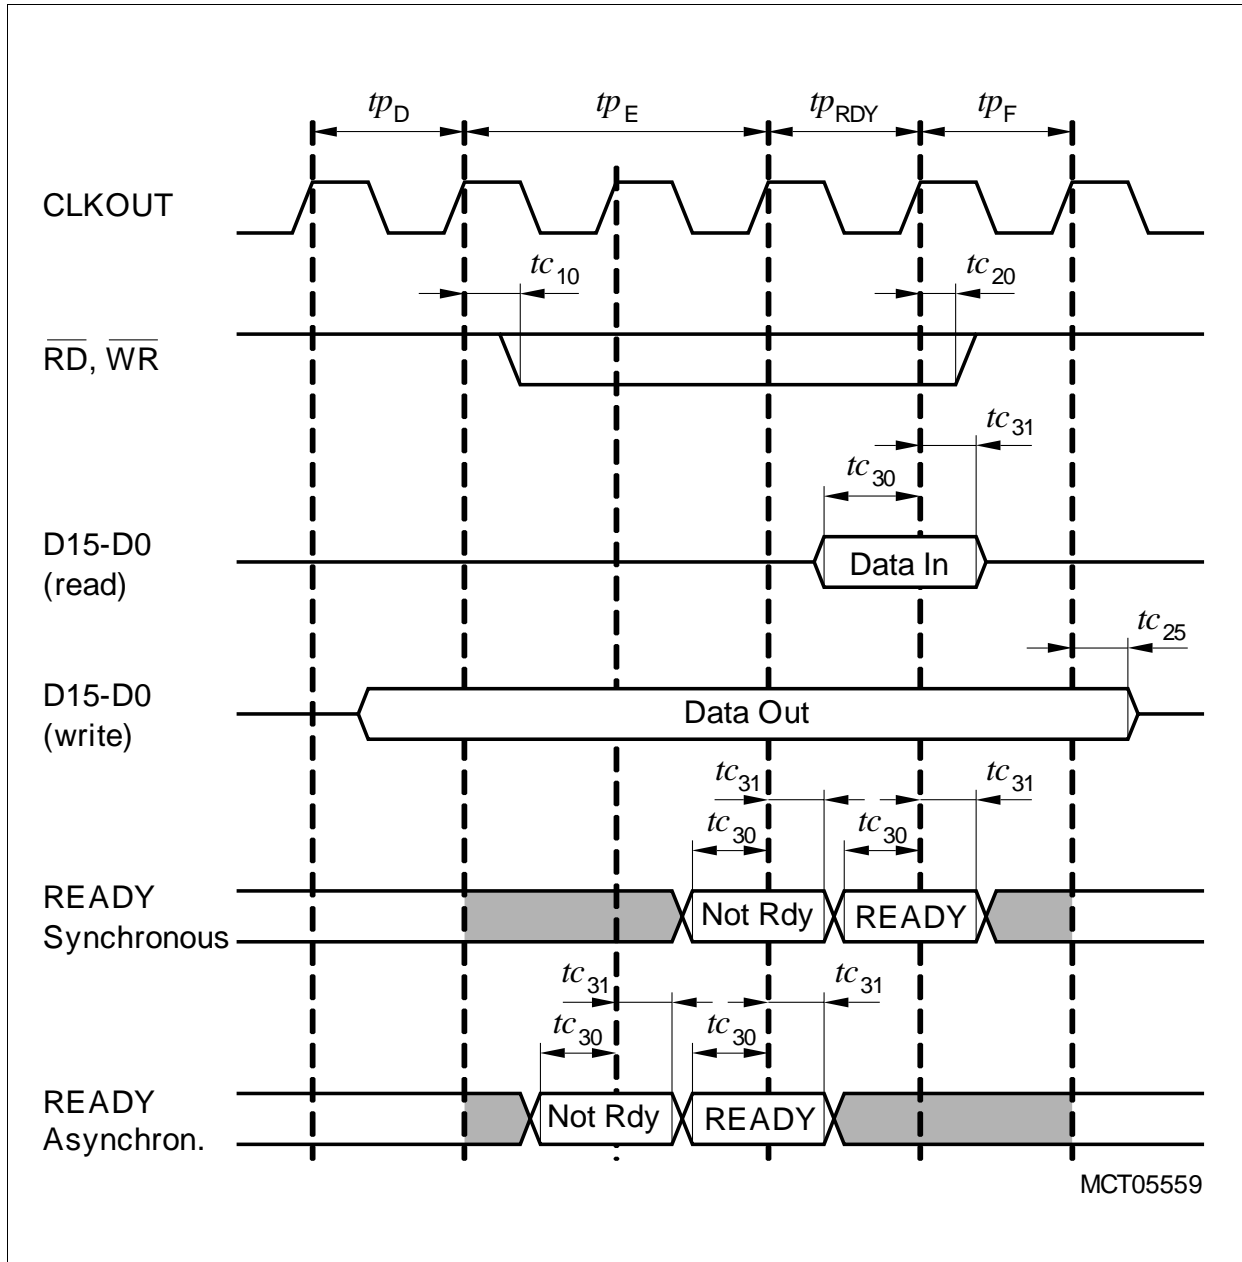 tpD tpE tpRDY tpF
CLKOUT
tc10 tc20
RD, WR
tc31
tc30
D15-D0
(read)
Data In
tc25
D15-D0
(write)
Data Out
tc31 tc31
tc30 tc30
READY
Synchronous
Not Rdy READY
tc31 tc31
tc30 tc30
READY
Asynchron.
Not Rdy READY
MCT05559